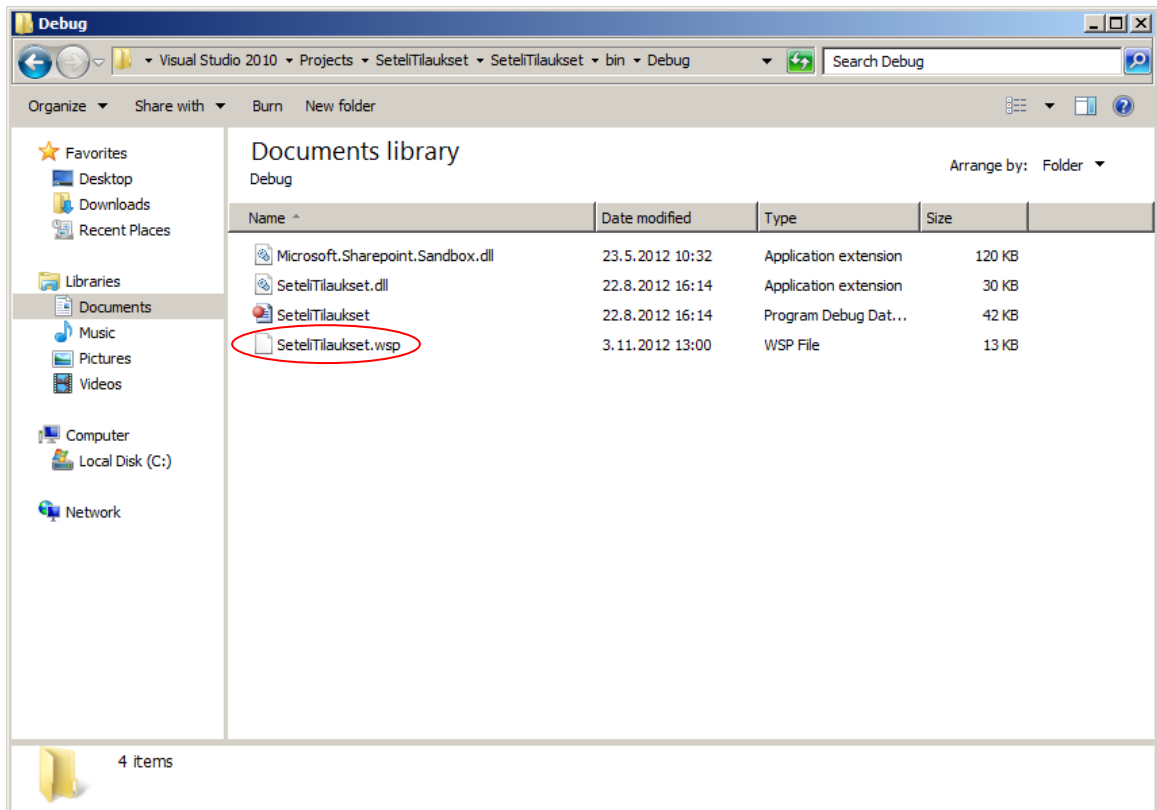 Debug
Visual Studio 2010 SeteliTilaukset SeteliTilaukset bin Debug Search Debug
Organize Share with Burn New folder
Favorites
Desktop
Downloads
Recent Places
Libraries
Documents
Music
Pictures
Videos
Computer
Local Disk (C:)
Network
Documents library
Debug
Arrange by: Folder
Name Date modified Type Size
Microsoft.Sharepoint.Sandbox.dll 23.5.2012 10:32 Application extension 120 KB
SeteliTilaukset.dll 22.8.2012 16:14 Application extension 30 KB
SeteliTilaukset 22.8.2012 16:14 Program Debug Dat... 42 KB
SeteliTilaukset.wsp 3.11.2012 13:00 WSP File 13 KB
4 items